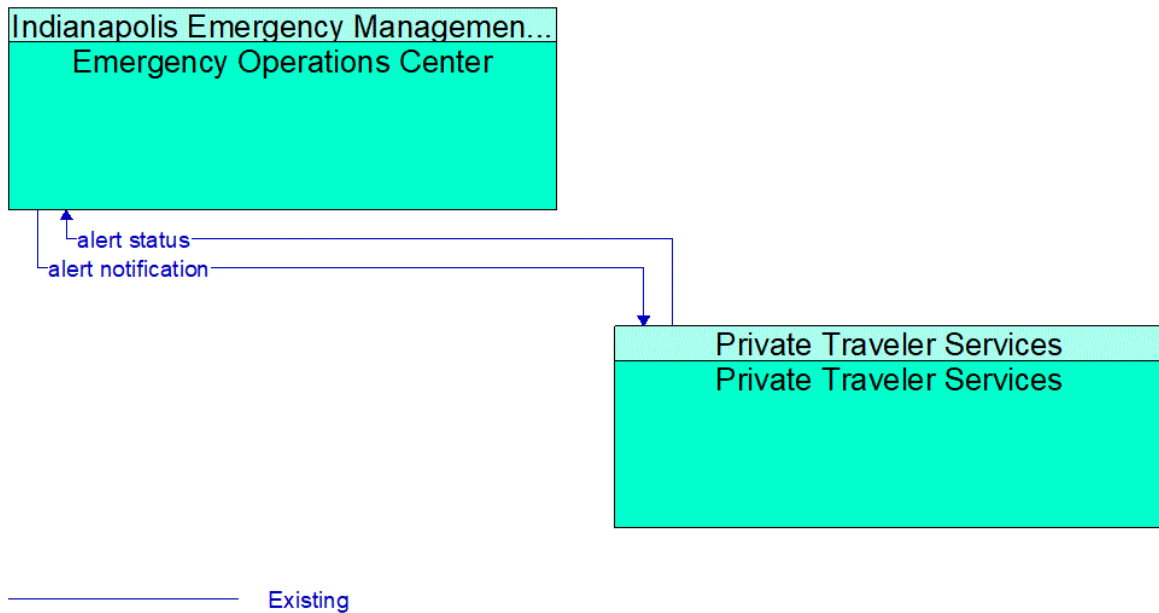 Indianapolis Emergency Managemen...
Emergency Operations Center
alert status
alert notification
Private Traveler Services
Private Traveler Services
Existing